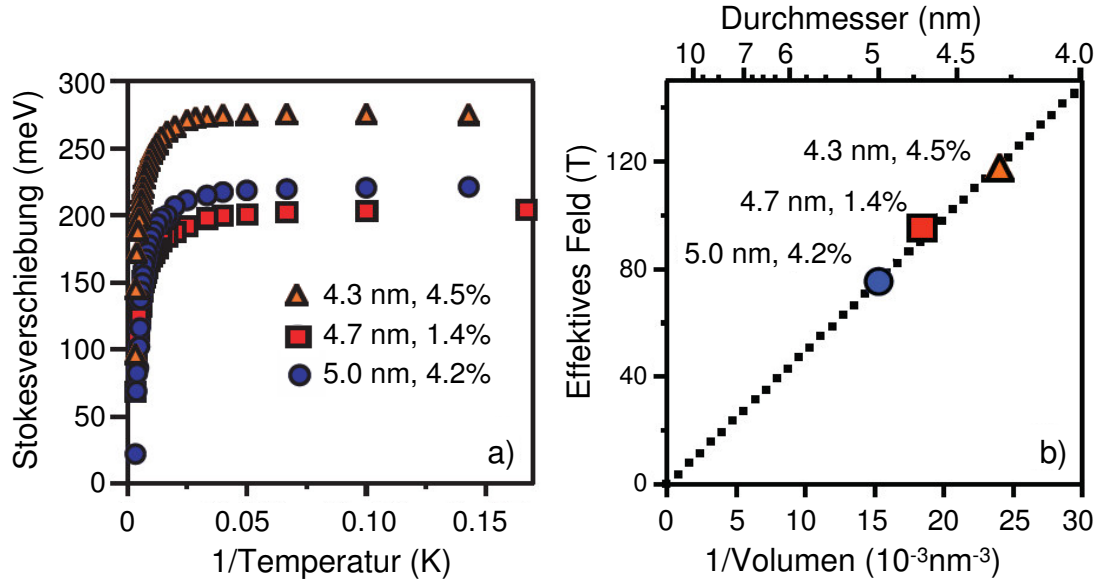 Stokesverschiebung (meV)
300
250
200
150
100
50
0
4.3 nm, 4.5%
4.7 nm, 1.4%
5.0 nm, 4.2%
a)
0
0.05
0.10
0.15
1/Temperatur (K)
Durchmesser (nm)
10
7
6
5
4.5
4.0
Effektives Feld (T)
120
80
40
0
4.3 nm, 4.5%
4.7 nm, 1.4%
5.0 nm, 4.2%
b)
0
5
10
15
20
25
30
1/Volumen (10⁻³nm⁻³)